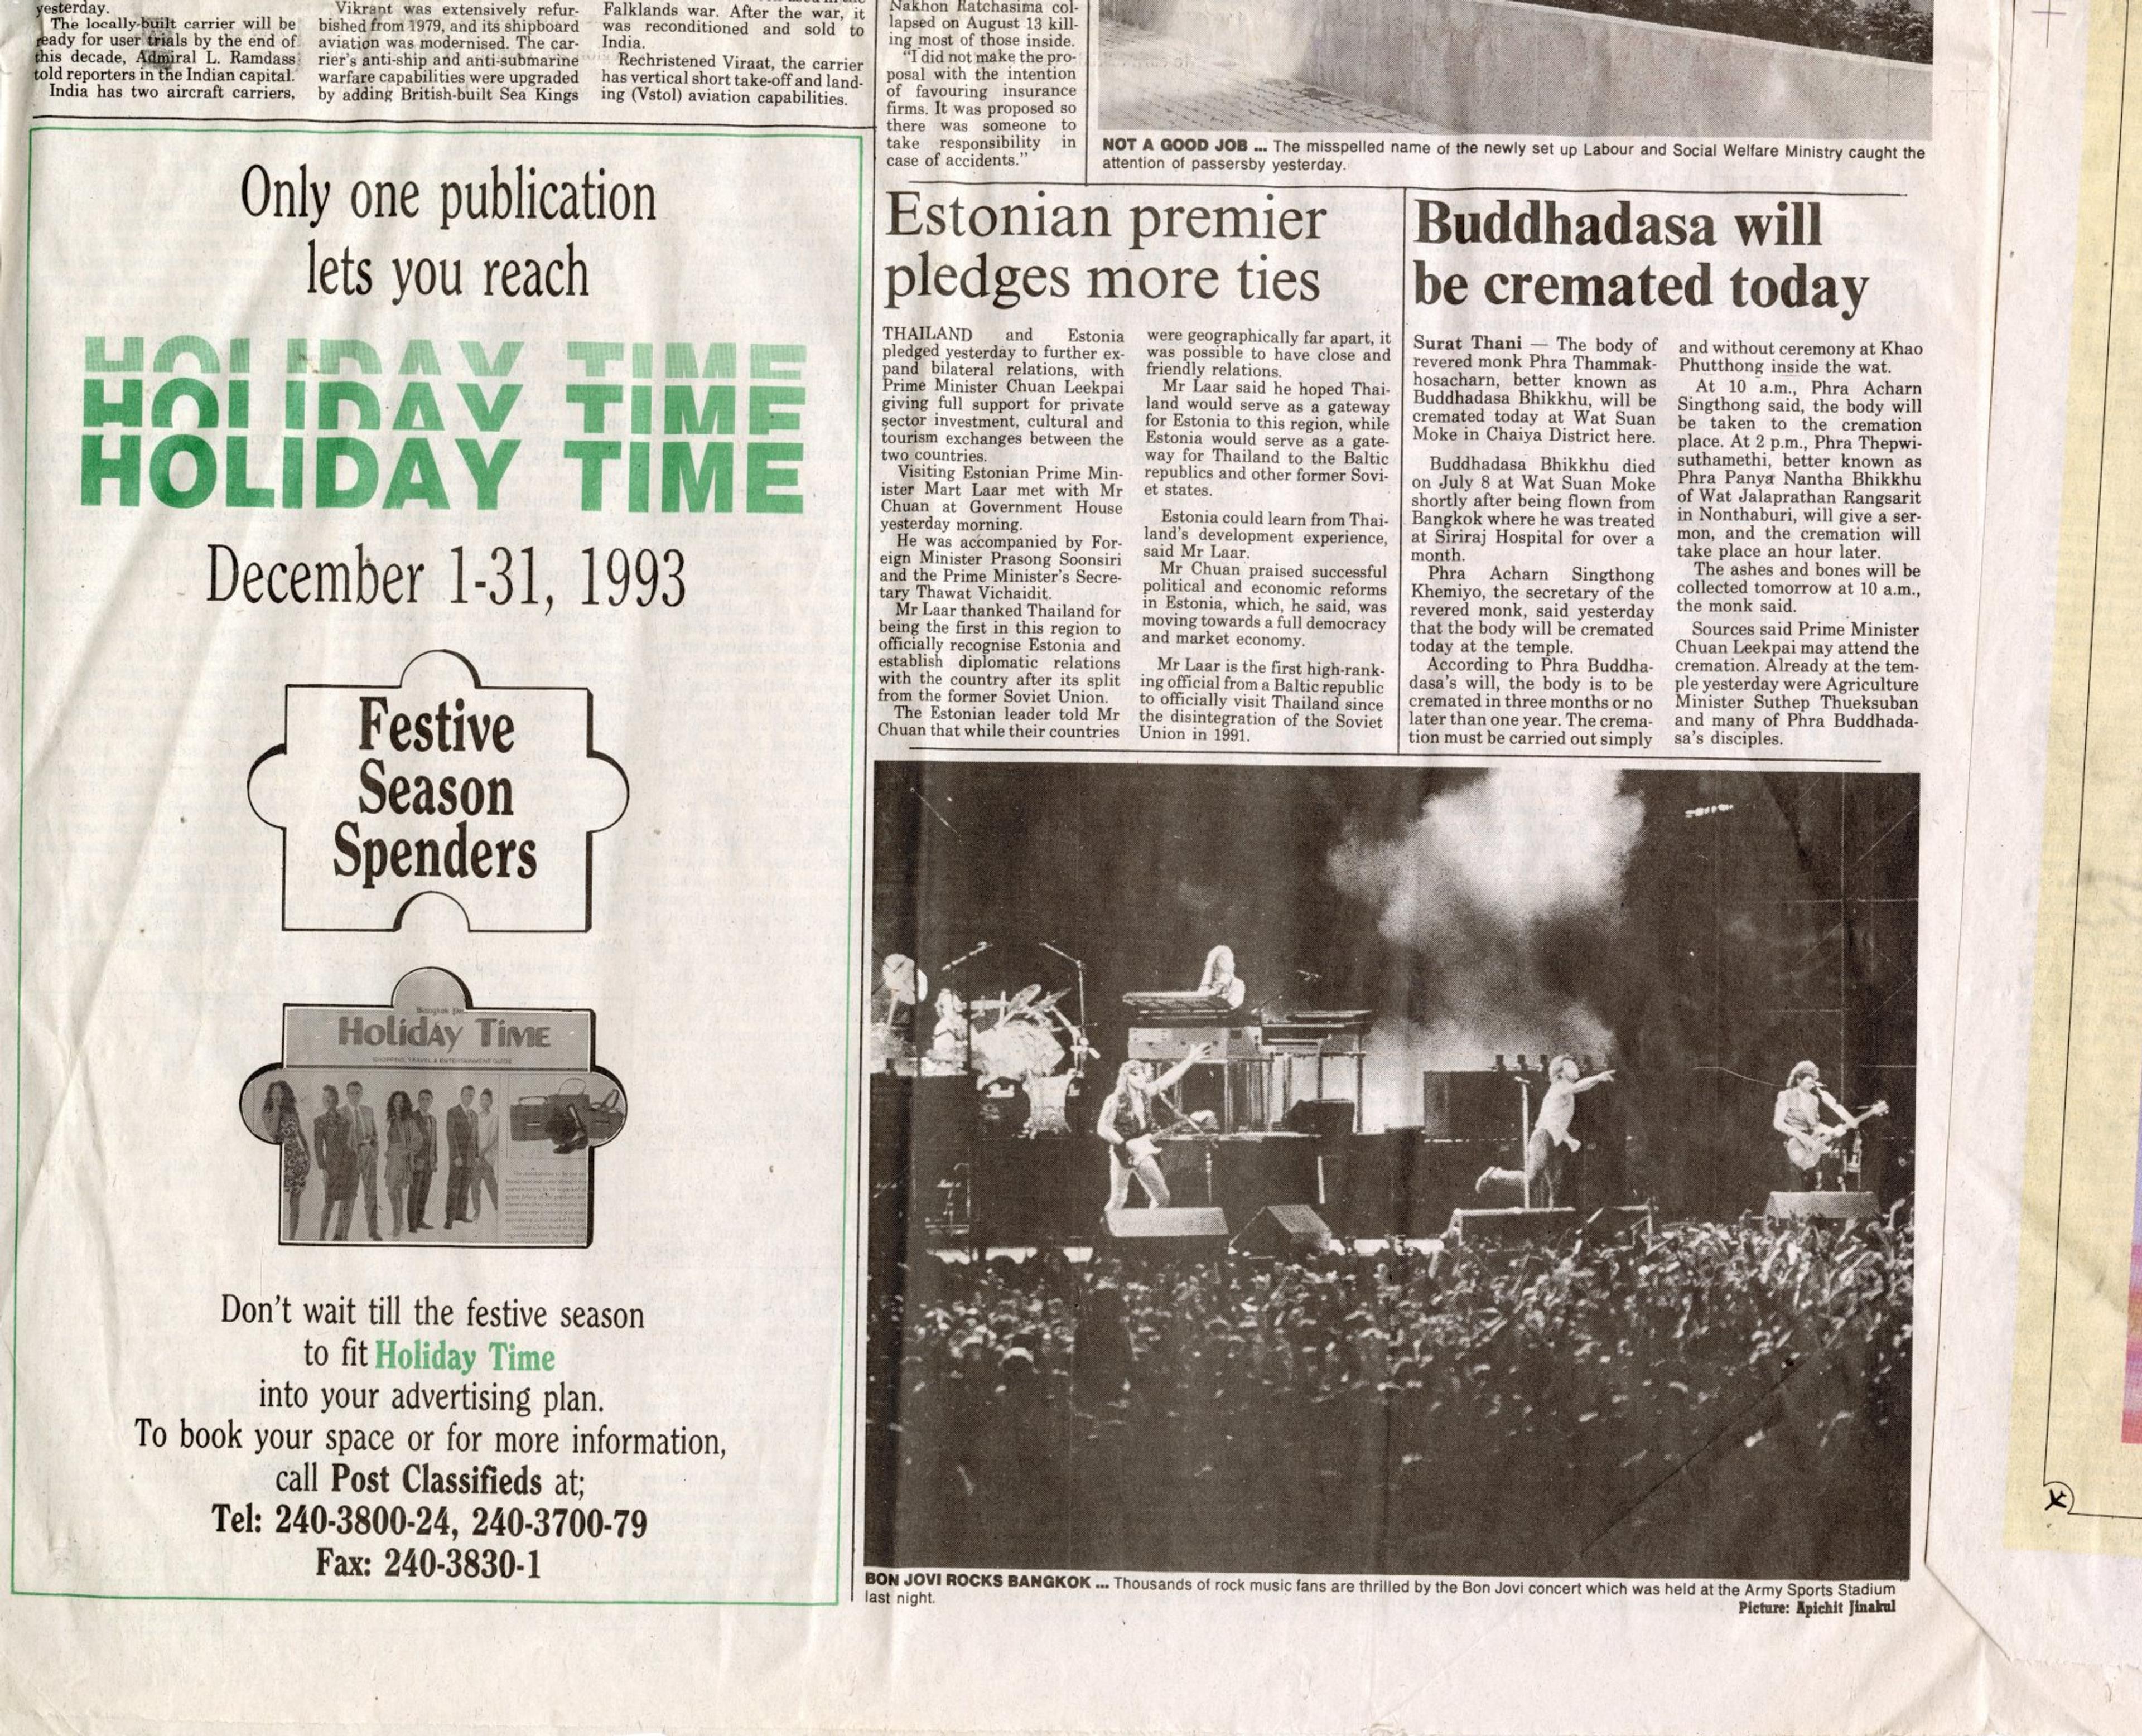 yesterday.
The locally-built carrier will be
ready for user trials by the end of
this decade, Admiral L. Ramdass
told reporters in the Indian capital.
India has two aircraft carriers,
Vikrant was extensively refur-
bished from 1979, and its shipboard
aviation was modernised. The car-
rier's anti-ship and anti-submarine
warfare capabilities were upgraded
by adding British-built Sea Kings
Falklands war. After the war, it
was reconditioned and sold to
India.
Rechristened Viraat, the carrier
has vertical short take-off and land-
ing (Vstol) aviation capabilities.
Nakhon Ratchasima col-
lapsed on August 13 kill-
ing most of those inside.
"I did not make the pro-
posal with the intention
of favouring insurance
firms. It was proposed so
there was someone to
take responsibility in
case of accidents."
NOT A GOOD JOB ... The misspelled name of the newly set up Labour and Social Welfare Ministry caught the
attention of passersby yesterday.
Only one publication
lets you reach
HOLIDAY TIME
HOLIDAY TIME
HOLIDAY TIME
December 1-31, 1993
Festive
Season
Spenders
Holiday Time
SHOPPING, TRAVEL & ENTERTAINMENT GUIDE
Don't wait till the festive season
to fit Holiday Time
into your advertising plan.
To book your space or for more information,
call Post Classifieds at;
Tel: 240-3800-24, 240-3700-79
Fax: 240-3830-1
Estonian premier
pledges more ties
THAILAND and Estonia
pledged yesterday to further ex-
pand bilateral relations, with
Prime Minister Chuan Leekpai
giving full support for private
sector investment, cultural and
tourism exchanges between the
two countries.
Visiting Estonian Prime Min-
ister Mart Laar met with Mr
Chuan at Government House
yesterday morning.
He was accompanied by For-
eign Minister Prasong Soonsiri
and the Prime Minister's Secre-
tary Thawat Vichaidit.
Mr Laar thanked Thailand for
being the first in this region to
officially recognise Estonia and
establish diplomatic relations
with the country after its split
from the former Soviet Union.
The Estonian leader told Mr
Chuan that while their countries
were geographically far apart, it
was possible to have close and
friendly relations.
Mr Laar said he hoped Thai-
land would serve as a gateway
for Estonia to this region, while
Estonia would serve as a gate-
way for Thailand to the Baltic
republics and other former Sovi-
et states.
Estonia could learn from Thai-
land's development experience,
said Mr Laar.
Mr Chuan praised successful
political and economic reforms
in Estonia, which, he said, was
moving towards a full democracy
and market economy.
Mr Laar is the first high-rank-
ing official from a Baltic republic
to officially visit Thailand since
the disintegration of the Soviet
Union in 1991.
Buddhadasa will
be cremated today
Surat Thani — The body of
revered monk Phra Thammak-
hosacharn, better known as
Buddhadasa Bhikkhu, will be
cremated today at Wat Suan
Moke in Chaiya District here.
Buddhadasa Bhikkhu died
on July 8 at Wat Suan Moke
shortly after being flown from
Bangkok where he was treated
at Siriraj Hospital for over a
month.
Phra Acharn Singthong
Khemiyo, the secretary of the
revered monk, said yesterday
that the body will be cremated
today at the temple.
According to Phra Buddha-
dasa's will, the body is to be
cremated in three months or no
later than one year. The crema-
tion must be carried out simply
and without ceremony at Khao
Phutthong inside the wat.
At 10 a.m., Phra Acharn
Singthong said, the body will
be taken to the cremation
place. At 2 p.m., Phra Thepwi-
suthamethi, better known as
Phra Panya Nantha Bhikkhu
of Wat Jalaprathan Rangsarit
in Nonthaburi, will give a ser-
mon, and the cremation will
take place an hour later.
The ashes and bones will be
collected tomorrow at 10 a.m.,
the monk said.
Sources said Prime Minister
Chuan Leekpai may attend the
cremation. Already at the tem-
ple yesterday were Agriculture
Minister Suthep Thueksuban
and many of Phra Buddhada-
sa's disciples.
BON JOVI ROCKS BANGKOK ... Thousands of rock music fans are thrilled by the Bon Jovi concert which was held at the Army Sports Stadium
last night.
Picture: Apichit Jinakul